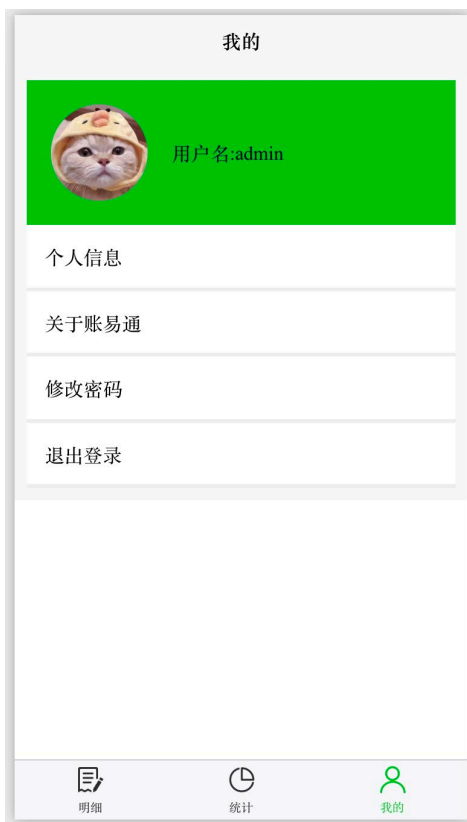 我的
用户名:admin
个人信息
关于账易通
修改密码
退出登录
明细
统计
我的